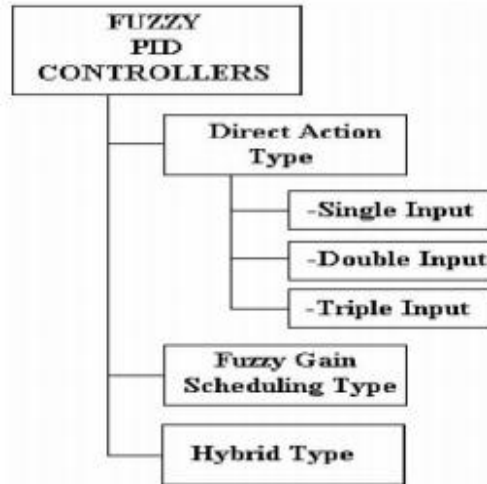 FUZZY
PID
CONTROLLERS
Direct Action
Type
-Single Input
-Double Input
-Triple Input
Fuzzy Gain
Scheduling Type
Hybrid Type